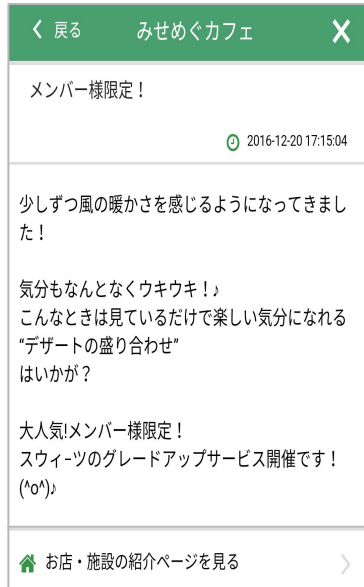 戻る みせめぐカフェ ×
メンバー様限定！
2016-12-20 17:15:04
少しずつ風の暖かさを感じるようになってきまし
た！
気分もなんとなくウキウキ！♪
こんなときは見ているだけで楽しい気分になれる
“デザートの盛り合わせ”
はいかが？
大人気!メンバー様限定！
スウィｰツのグレードアップサービス開催です！
(^o^)♪
お店・施設の紹介ページを見る